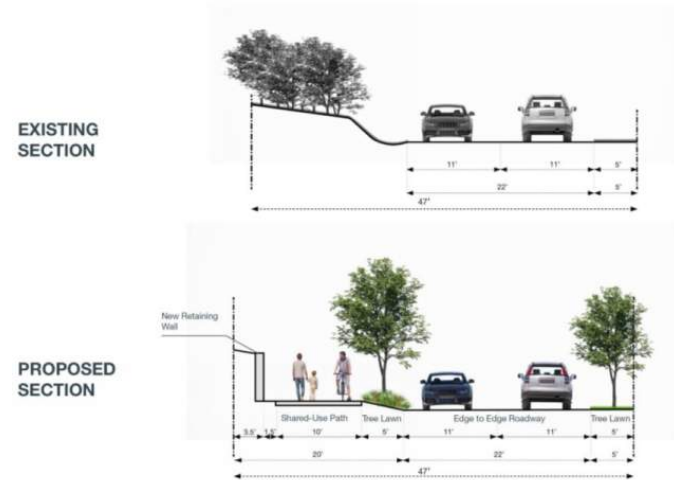 EXISTING
SECTION
11' 11' 5'
22' 5'
47'
New Retaining
Wall
PROPOSED
SECTION
Shared-Use Path Tree Lawn Edge to Edge Roadway Tree Lawn
3.5' 1.5' 10' 5' 11' 11' 5'
20' 22' 5'
47'